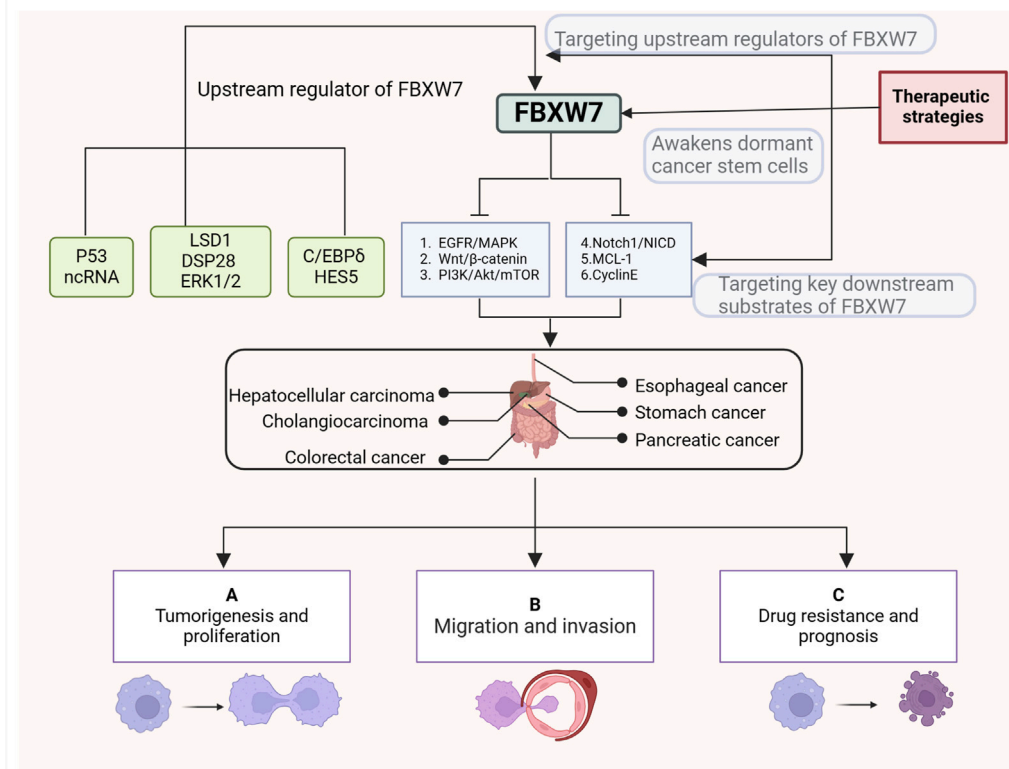 Targeting upstream regulators of FBXW7
Upstream regulator of FBXW7
FBXW7
Therapeutic
strategies
Awakens dormant
cancer stem cells
P53
ncRNA
LSD1
DSP28
ERK1/2
C/EBPδ
HES5
1. EGFR/MAPK
2. Wnt/β-catenin
3. PI3K/Akt/mTOR
4.Notch1/NICD
5.MCL-1
6.CyclinE
Targeting key downstream
substrates of FBXW7
Hepatocellular carcinoma
Cholangiocarcinoma
Colorectal cancer
Esophageal cancer
Stomach cancer
Pancreatic cancer
A
Tumorigenesis and
proliferation
B
Migration and invasion
C
Drug resistance and
prognosis